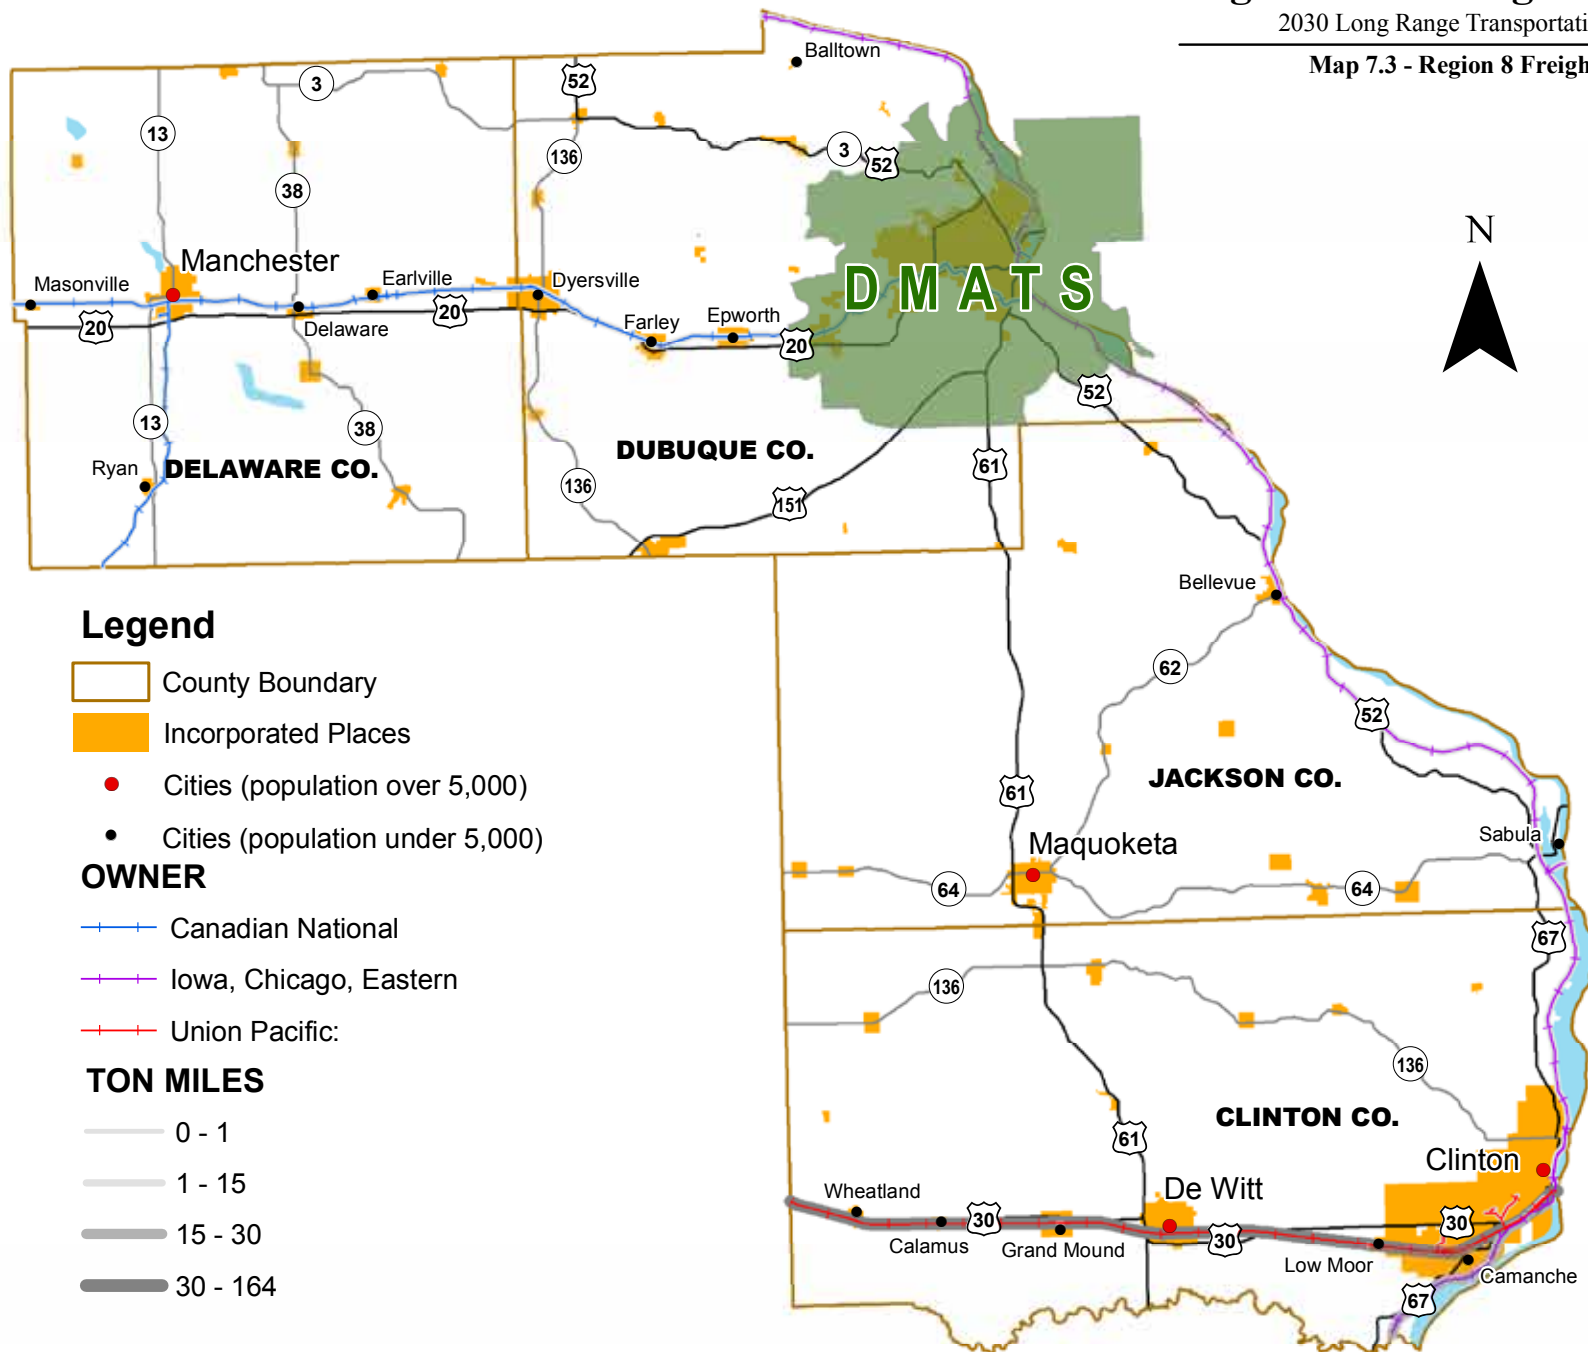 2030 Long Range Transportati
Map 7.3 - Region 8 Freigh
Balltown
52
3
13
136
3
52
38
N
Manchester
Masonville
Earlville
Dyersville
DMATS
20
Delaware
20
Farley
Epworth
20
52
13
38
DUBUQUE CO.
Ryan
DELAWARE CO.
61
136
151
Bellevue
Legend
County Boundary
Incorporated Places
Cities (population over 5,000)
Cities (population under 5,000)
OWNER
Canadian National
Iowa, Chicago, Eastern
Union Pacific:
TON MILES
0 - 1
1 - 15
15 - 30
30 - 164
62
52
JACKSON CO.
61
Sabula
Maquoketa
64
64
67
136
136
CLINTON CO.
61
Clinton
De Witt
Wheatland
30
30
Calamus
Grand Mound
30
Low Moor
Camanche
67